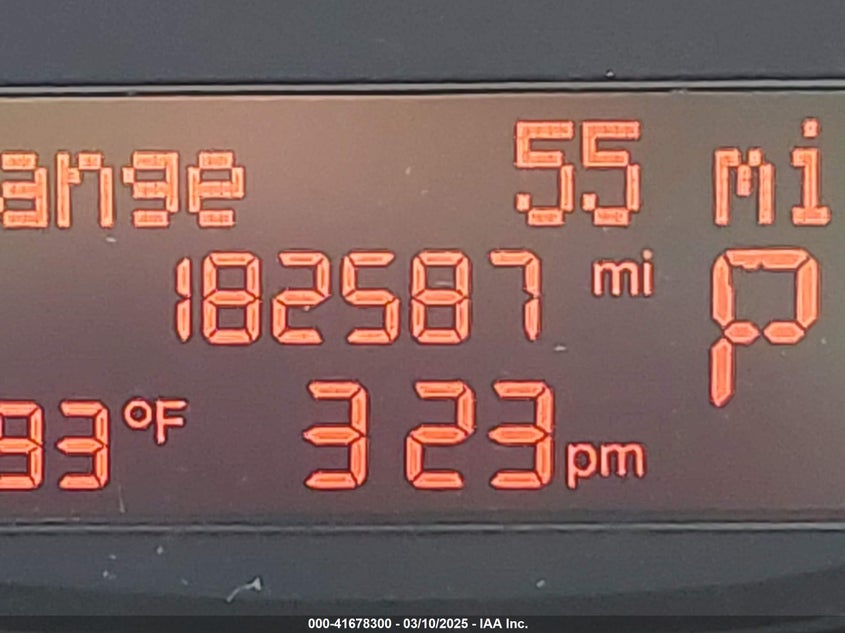 ange 55 mi
182587 mi P
93°F 323 pm
000-41678300 - 03/10/2025 - IAA Inc.